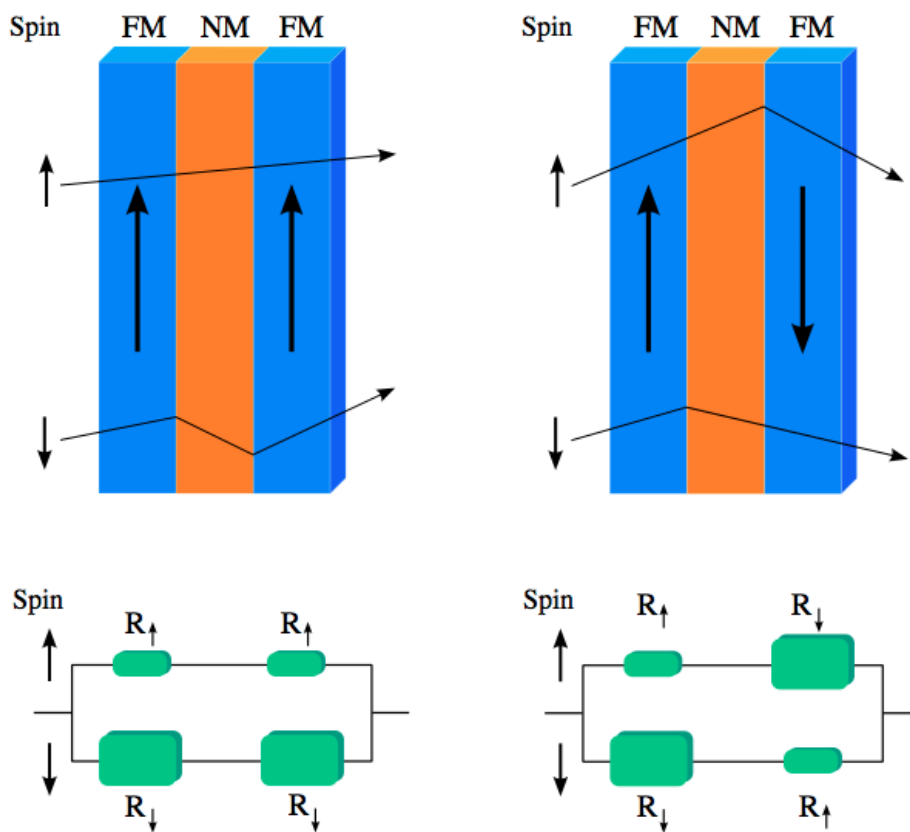 Spin FM NM FM
Spin FM NM FM
Spin
R↑ R↑
R↓ R↓
Spin
R↑ R↓
R↓ R↑